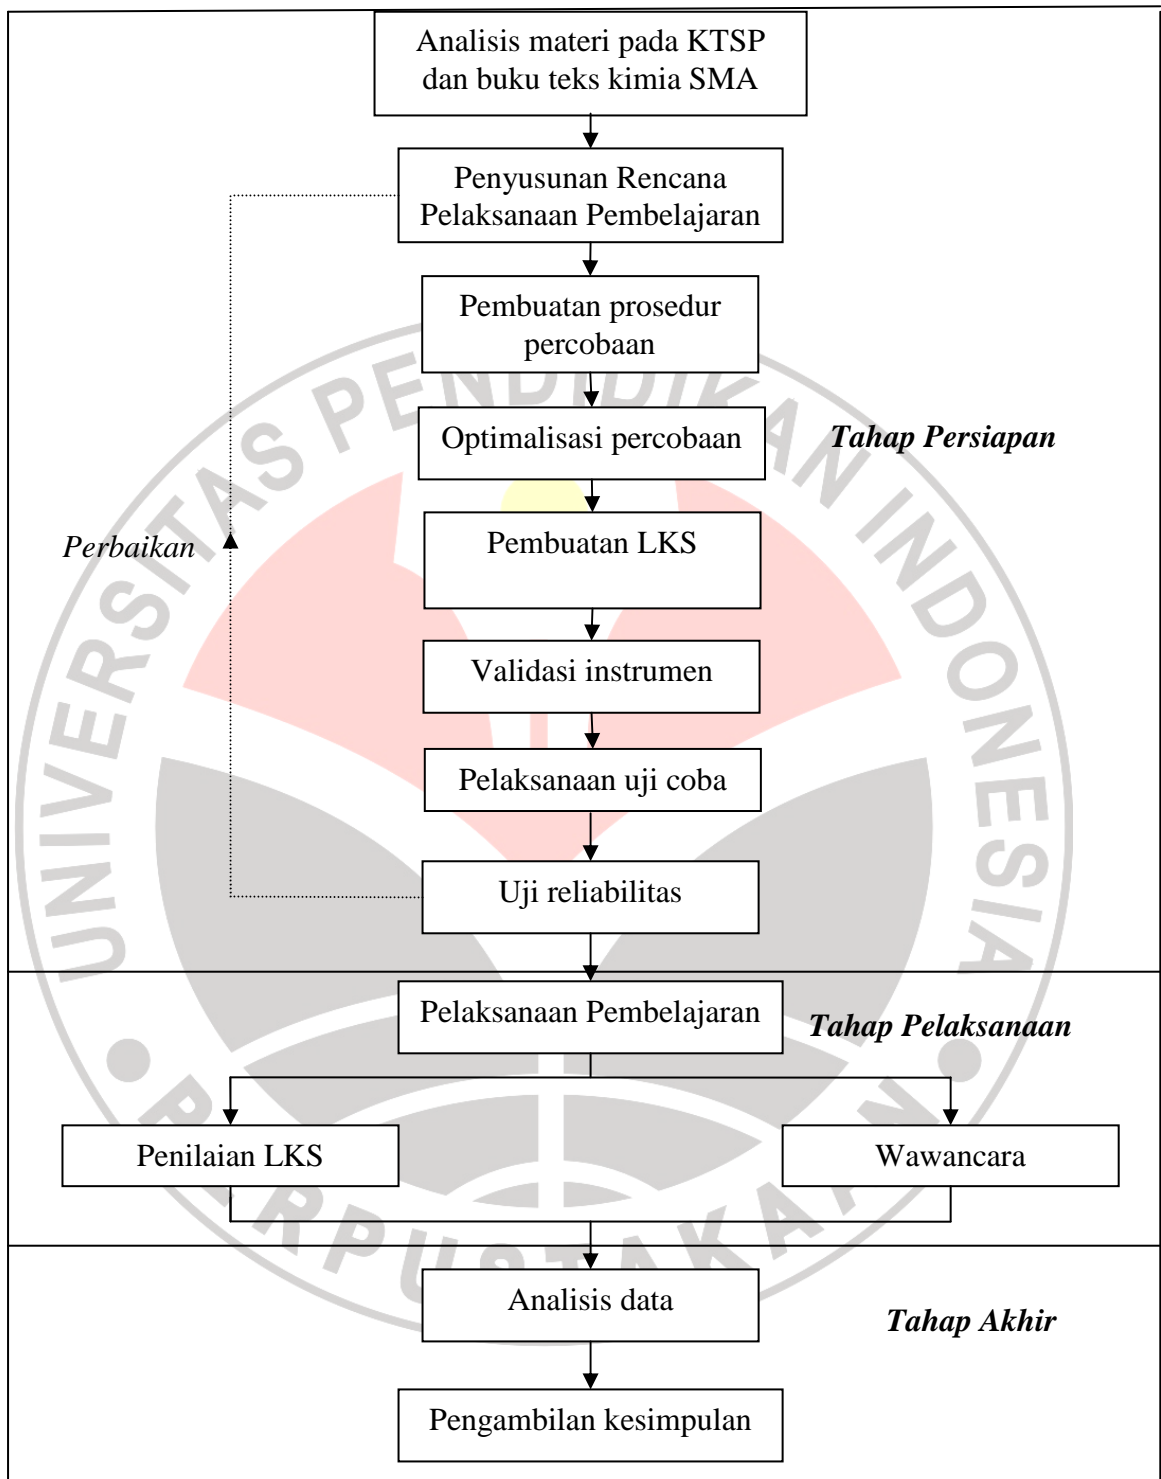 Analisis materi pada KTSP
dan buku teks kimia SMA
Penyusunan Rencana
Pelaksanaan Pembelajaran
Pembuatan prosedur
percobaan
Optimalisasi percobaan
Tahap Persiapan
Pembuatan LKS
Perbaikan
Validasi instrumen
Pelaksanaan uji coba
Uji reliabilitas
Pelaksanaan Pembelajaran
Tahap Pelaksanaan
Penilaian LKS
Wawancara
Analisis data
Tahap Akhir
Pengambilan kesimpulan
UNIVERSITAS PENDIDIKAN INDONESIA
PERPUSTAKAAN